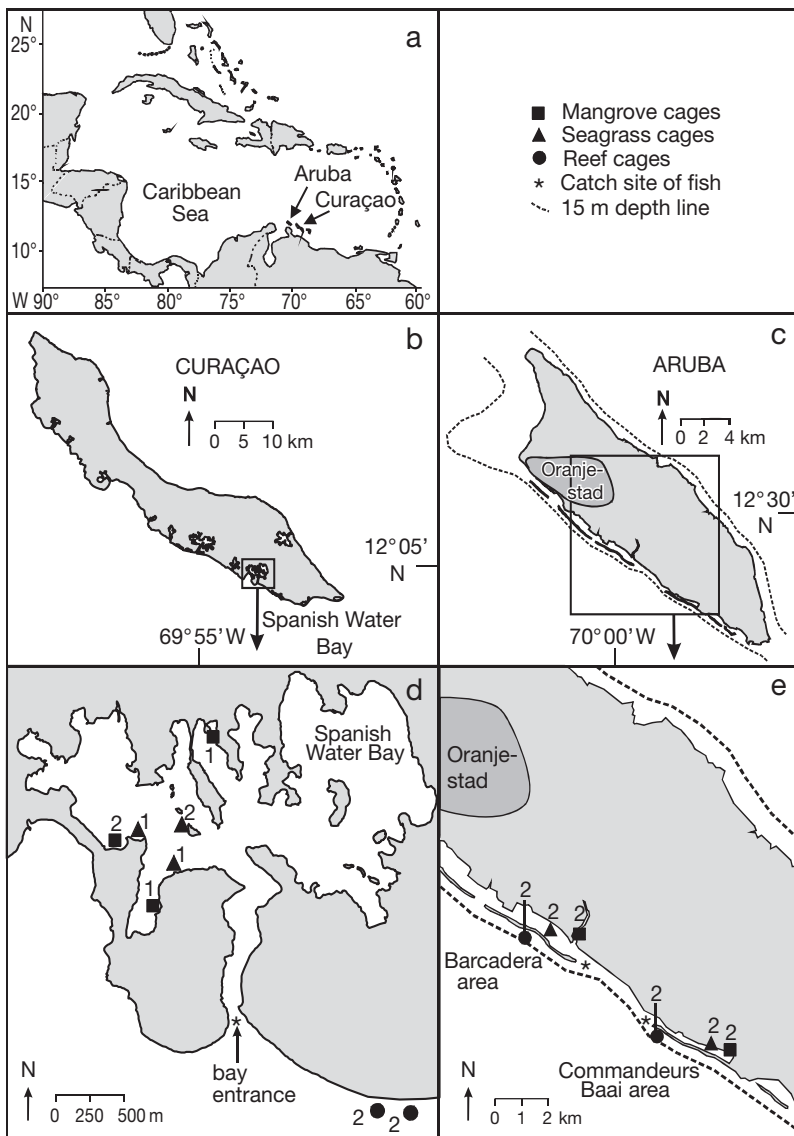 N
25°
20°
15°
10°
W 90°
85°
80°
75°
70°
65°
60°
a
Caribbean
Sea
Aruba
Curaçao
Mangrove cages
Seagrass cages
Reef cages
* Catch site of fish
15 m depth line
b
CURAÇAO
N
0 5 10 km
12°05'
N
Spanish Water
Bay
69°55'W
c
ARUBA
N
0 2 4 km
Oranje-
stad
12°30'
N
70°00'W
d
Spanish
Water Bay
1
2
1
2
1
1
*
bay
entrance
N
0 250 500 m
2 2
e
Oranje-
stad
2
2
2
*
Barcadera
area
2
*
2
2
Commandeurs
Baai area
N
0 1 2 km